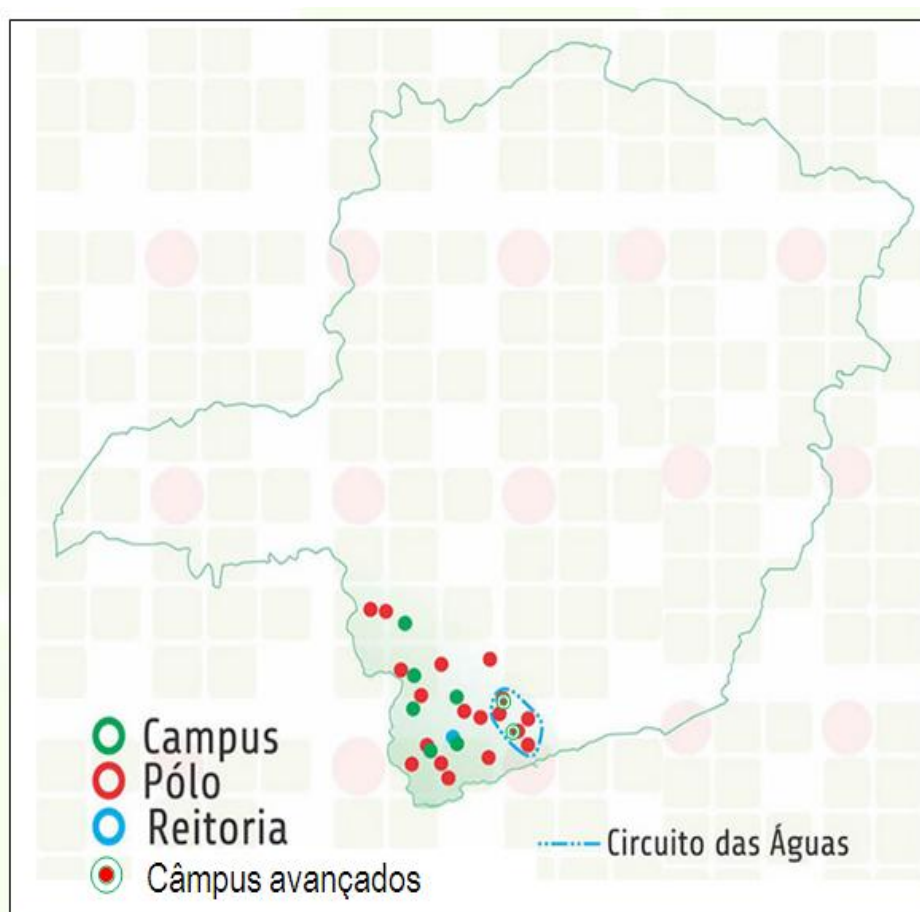 Campus
Pólo
Reitoria
Circuito das Águas
Câmpus avançados